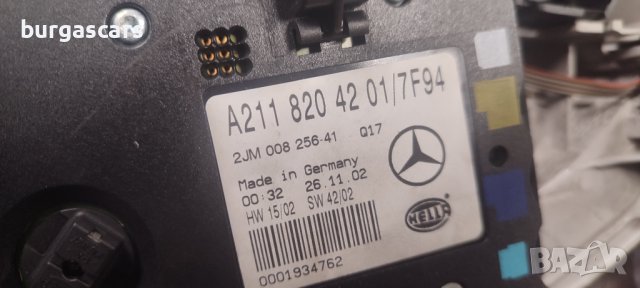 burgascars
A211 820 42 01/7F94
2JM 008 256-41 Q17
Made in Germany
00:32 26.11.02
HW 15/02 SW 42/02
HELLA
0001934762
BAZAR